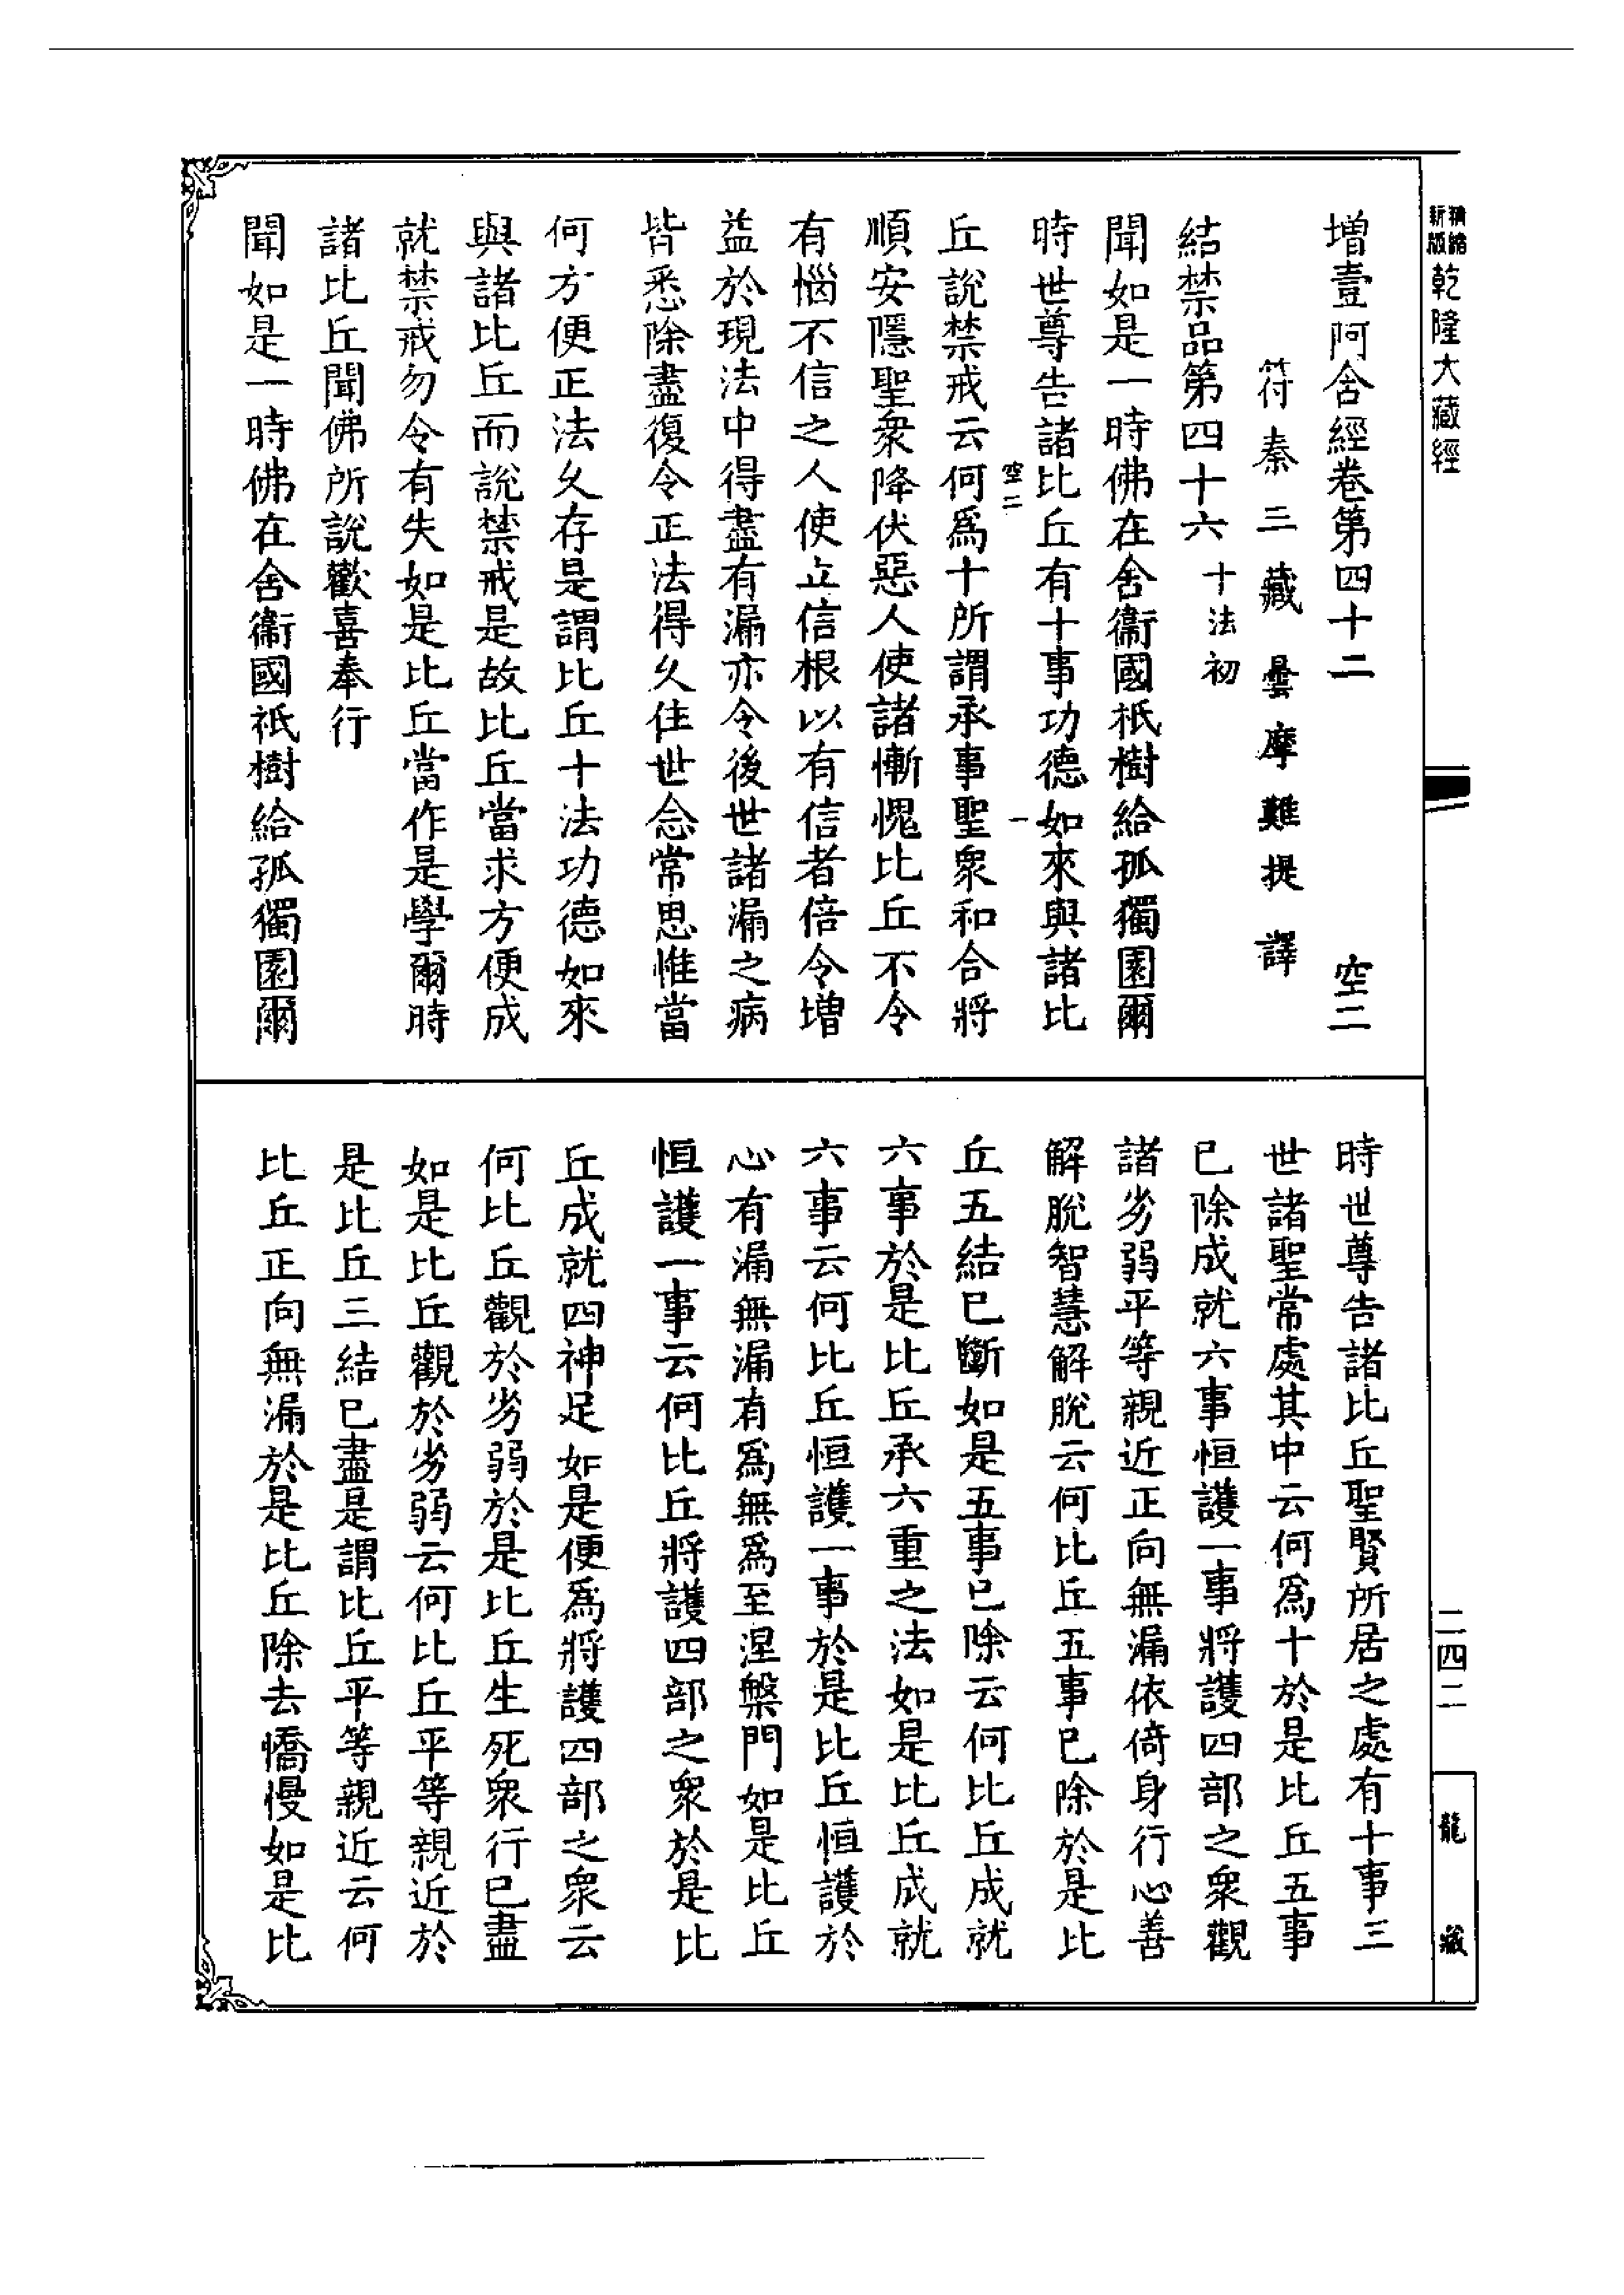 精縮新版乾隆大藏經
增壹阿含經卷第四十二 空二
符秦三藏曇摩難提譯
結禁品第四十六 十法初
聞如是一時佛在舍衞國祇樹給孤獨園爾
時世尊告諸比丘有十事功德如來與諸比
空二 一
丘說禁戒云何爲十所謂承事聖衆和合將
順安隱聖衆降伏惡人使諸慚愧比丘不令
有惱不信之人使立信根以有信者倍令增
益於現法中得盡有漏亦令後世諸漏之病
皆悉除盡復令正法得久住世念常思惟當
何方便正法久存是謂比丘十法功德如來
與諸比丘而說禁戒是故比丘當求方便成
就禁戒勿令有失如是比丘當作是學爾時
諸比丘聞佛所說歡喜奉行
聞如是一時佛在舍衞國祇樹給孤獨園爾
時世尊告諸比丘聖賢所居之處有十事三
世諸聖常處其中云何爲十於是比丘五事
已除成就六事恒護一事將護四部之衆觀
諸劣弱平等親近正向無漏依倚身行心善
解脫智慧解脫云何比丘五事已除於是比
丘五結已斷如是五事已除云何比丘成就
六事於是比丘承六重之法如是比丘成就
六事云何比丘恒護一事於是比丘恒護於
心有漏無漏有爲無爲至涅槃門如是比丘
恒護一事云何比丘將護四部之衆於是比
丘成就四神足如是便爲將護四部之衆云
何比丘觀於劣弱於是比丘生死衆行已盡
如是比丘觀於劣弱云何比丘平等親近於
是比丘三結已盡是謂比丘平等親近云何
比丘正向無漏於是比丘除去憍慢如是比
二四二
龍藏